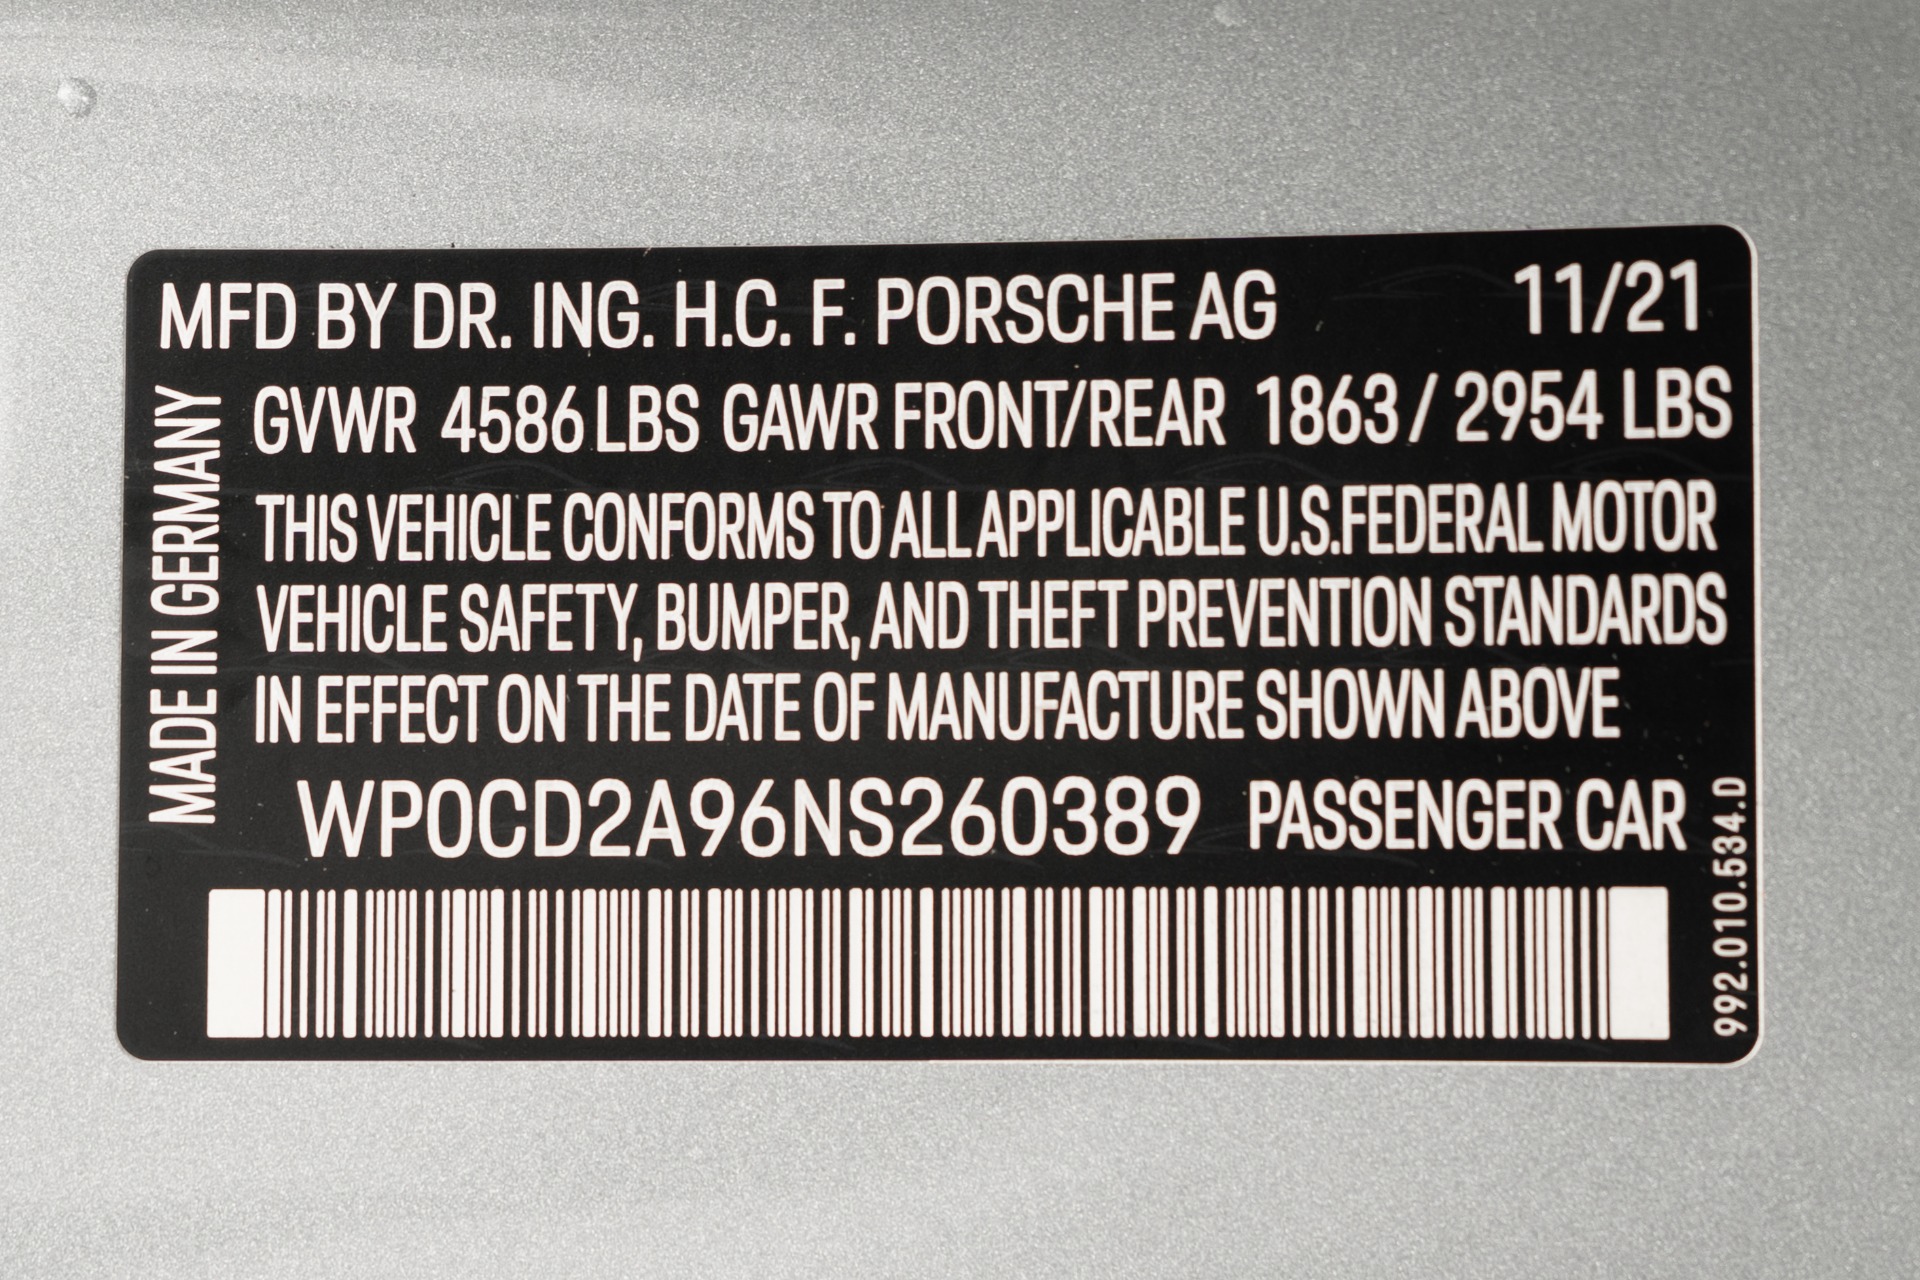 MFD BY DR. ING. H.C. F. PORSCHE AG 11/21
GVWR 4586 LBS GAWR FRONT/REAR 1863 / 2954 LBS
THIS VEHICLE CONFORMS TO ALL APPLICABLE U.S.FEDERAL MOTOR
VEHICLE SAFETY, BUMPER, AND THEFT PREVENTION STANDARDS
IN EFFECT ON THE DATE OF MANUFACTURE SHOWN ABOVE
WP0CD2A96NS260389 PASSENGER CAR
MADE IN GERMANY
992.010.534.D